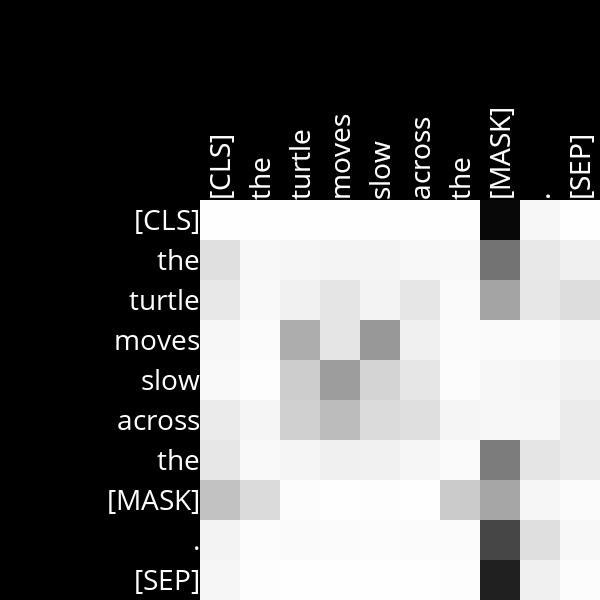 [CLS] the turtle moves slow across the [MASK] . [SEP]
[CLS]
the
turtle
moves
slow
across
the
[MASK]
.
[SEP]